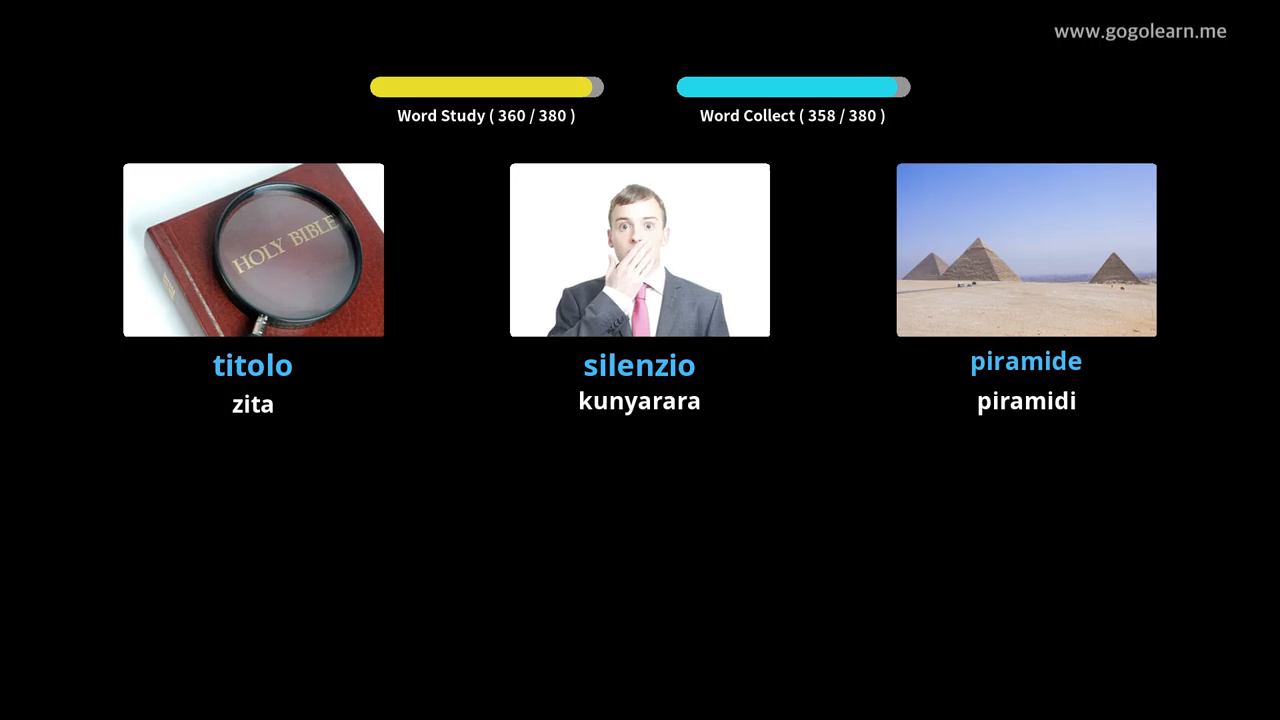 www.gogolearn.me
Word Study ( 360 / 380 )
Word Collect ( 358 / 380 )
HOLY BIBLE
titolo
zita
silenzio
kunyarara
piramide
piramidi